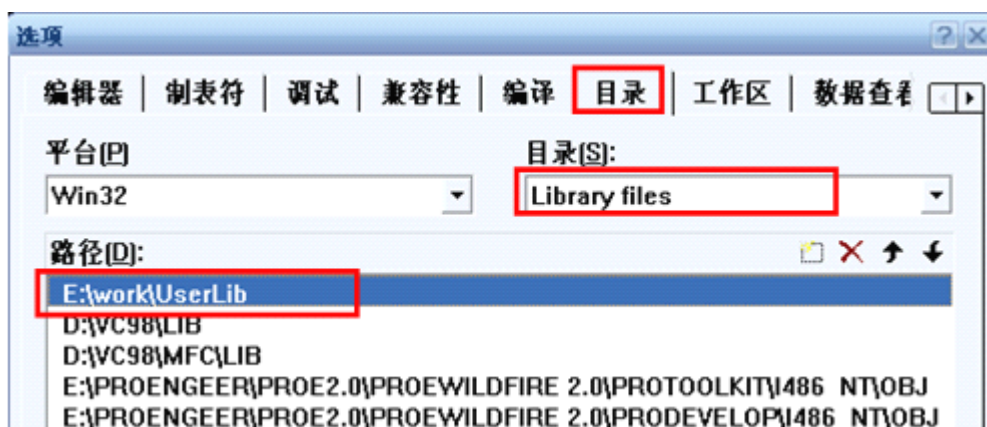 选项
编辑器 制表符 调试 兼容性 编译 目录 工作区 数据查看
平台(P) 目录(S):
Win32 Library files
路径(D):
E:\work\UserLib
D:\VC98\LIB
D:\VC98\MFC\LIB
E:\PROENGEER\PROE2.0\PROEWILDFIRE 2.0\PROTOOLKIT\I486_NT\OBJ
E:\PROENGEER\PROE2.0\PROEWILDFIRE 2.0\PRODEVELOP\I486_NT\OBJ